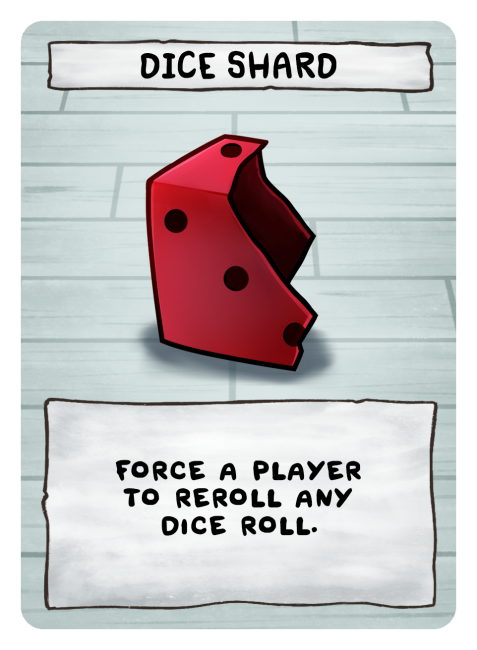 DICE SHARD
FORCE A PLAYER
TO REROLL ANY
DICE ROLL.